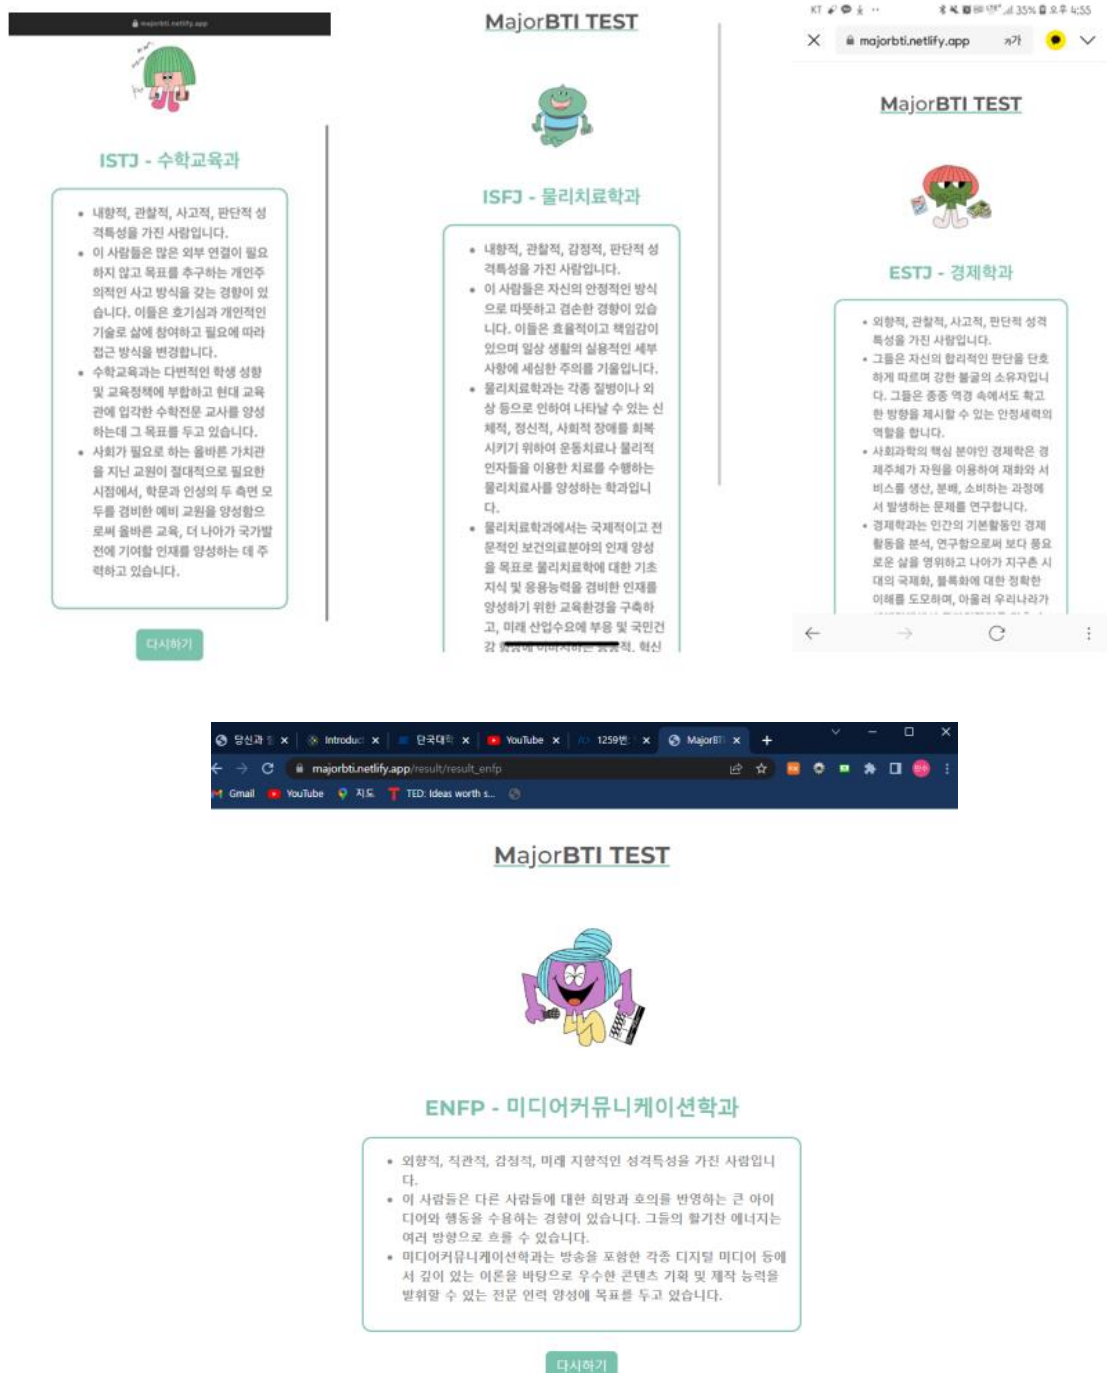 majorbti.netlify.app
ISTJ - 수학교육과
내향적, 관찰적, 사고적, 판단적 성
격특성을 가진 사람입니다.
이 사람들은 많은 외부 연결이 필요
하지 않고 목표를 추구하는 개인주
의적인 사고 방식을 갖는 경향이 있
습니다. 이들은 호기심과 개인적인
기술로 삶에 참여하고 필요에 따라
접근 방식을 변경합니다.
수학교육과는 다변적인 학생 성향
및 교육정책에 부합하고 현대 교육
관에 입각한 수학전문 교사를 양성
하는데 그 목표를 두고 있습니다.
사회가 필요로 하는 올바른 가치관
을 지닌 교원이 절대적으로 필요한
시점에서, 학문과 인성의 두 측면 모
두를 겸비한 예비 교원을 양성함으
로써 올바른 교육, 더 나아가 국가발
전에 기여할 인재를 양성하는 데 주
력하고 있습니다.
다시하기
MajorBTI TEST
ISFJ - 물리치료학과
내향적, 관찰적, 감정적, 판단적 성
격특성을 가진 사람입니다.
이 사람들은 자신의 안정적인 방식
으로 따뜻하고 겸손한 경향이 있습
니다. 이들은 효율적이고 책임감이
있으며 일상 생활의 실용적인 세부
사항에 세심한 주의를 기울입니다.
물리치료학과는 각종 질병이나 외
상 등으로 인하여 나타날 수 있는 신
체적, 정신적, 사회적 장애를 회복
시키기 위하여 운동치료나 물리적
인자들을 이용한 치료를 수행하는
물리치료사를 양성하는 학과입니
다.
물리치료학과에서는 국제적이고 전
문적인 보건의료분야의 인재 양성
을 목표로 물리치료학에 대한 기초
지식 및 응용능력을 겸비한 인재를
양성하기 위한 교육환경을 구축하
고, 미래 산업수요에 부응 및 국민건
강 혁신
KT 35% 오후 4:55
majorbti.netlify.app
MajorBTI TEST
ESTJ - 경제학과
외향적, 관찰적, 사고적, 판단적 성격
특성을 가진 사람입니다.
그들은 자신의 합리적인 판단을 단호
하게 따르며 강한 불굴의 소유자입니
다. 그들은 종종 역경 속에서도 확고
한 방향을 제시할 수 있는 안정세력의
역할을 합니다.
사회과학의 핵심 분야인 경제학은 경
제주체가 자원을 이용하여 재화와 서
비스를 생산, 분배, 소비하는 과정에
서 발생하는 문제를 연구합니다.
경제학과는 인간의 기본활동인 경제
활동을 분석, 연구함으로써 보다 풍요
로운 삶을 영위하고 나아가 지구촌 시
대의 국제화, 블록화에 대한 정확한
이해를 도모하며, 아울러 우리나라가
당신과 Introduc 단국대학 YouTube 1259번: MajorBTI
majorbti.netlify.app/result/result_enfp
Gmail YouTube 지도 TED: Ideas worth s...
MajorBTI TEST
ENFP - 미디어커뮤니케이션학과
외향적, 직관적, 감정적, 미래 지향적인 성격특성을 가진 사람입니
다.
이 사람들은 다른 사람들에 대한 희망과 호의를 반영하는 큰 아이
디어와 행동을 수용하는 경향이 있습니다. 그들의 활기찬 에너지는
여러 방향으로 흐를 수 있습니다.
미디어커뮤니케이션학과는 방송을 포함한 각종 디지털 미디어 등에
서 깊이 있는 이론을 바탕으로 우수한 콘텐츠 기획 및 제작 능력을
발휘할 수 있는 전문 인력 양성에 목표를 두고 있습니다.
다시하기